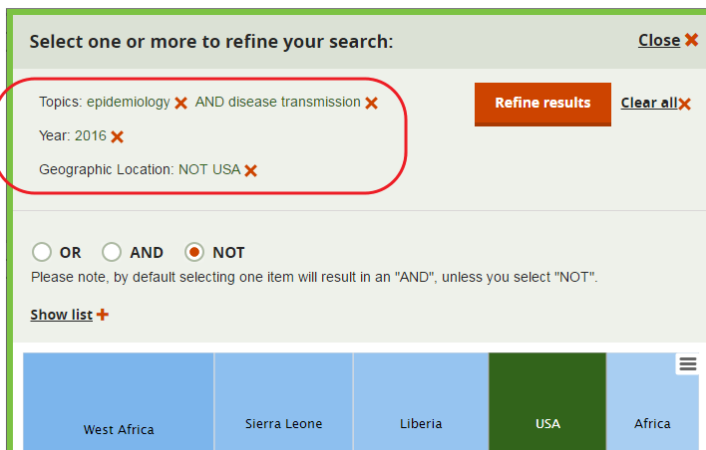 Select one or more to refine your search:
Close
Topics: epidemiology AND disease transmission
Refine results
Clear all
Year: 2016
Geographic Location: NOT USA
OR AND NOT
Please note, by default selecting one item will result in an "AND", unless you select "NOT".
Show list
West Africa
Sierra Leone
Liberia
USA
Africa